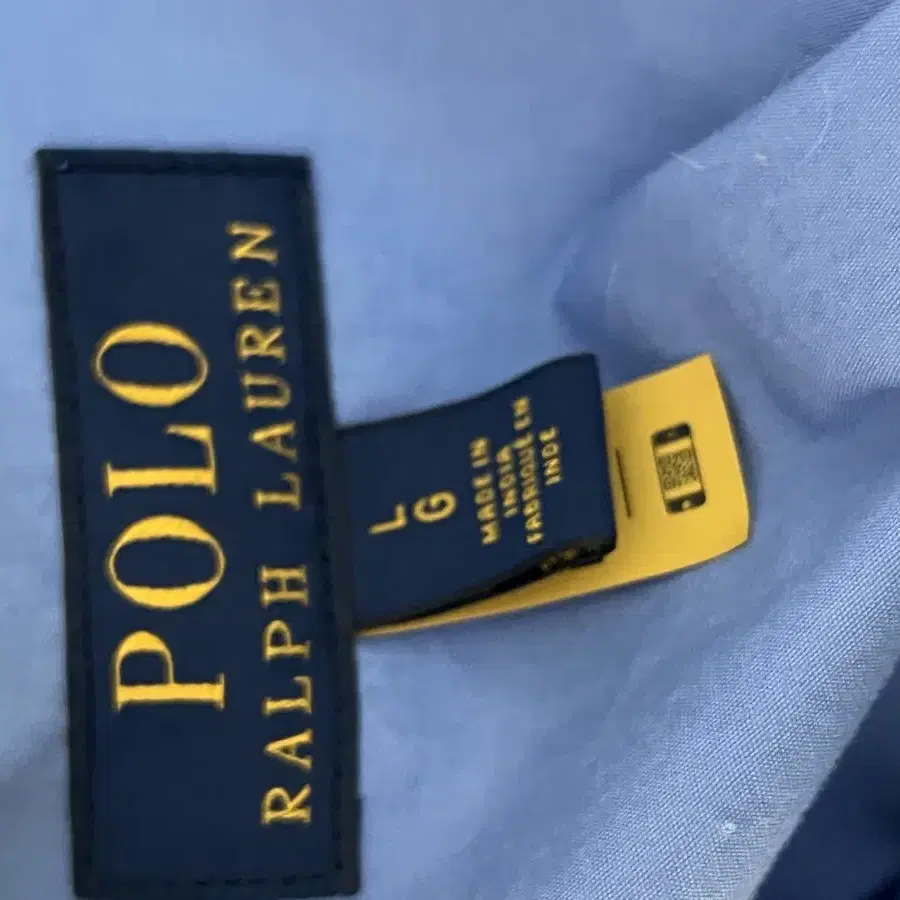 POLO
RALPH LAUREN
L
G
MADE IN
INDIA
FABRIQUÉ EN
INDE